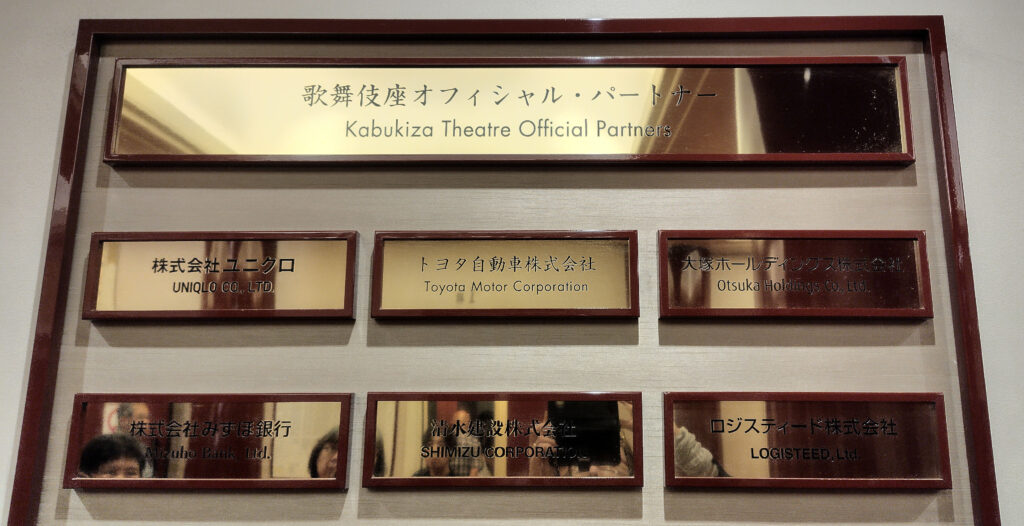 歌舞伎座オフィシャル・パートナー
Kabukiza Theatre Official Partners
株式会社ユニクロ
UNIQLO CO., LTD.
トヨタ自動車株式会社
Toyota Motor Corporation
大塚ホールディングス株式会社
Otsuka Holdings Co., Ltd.
株式会社みずほ銀行
Mizuho Bank, Ltd.
清水建設株式会社
SHIMIZU CORPORATION
ロジスティード株式会社
LOGISTEED, Ltd.